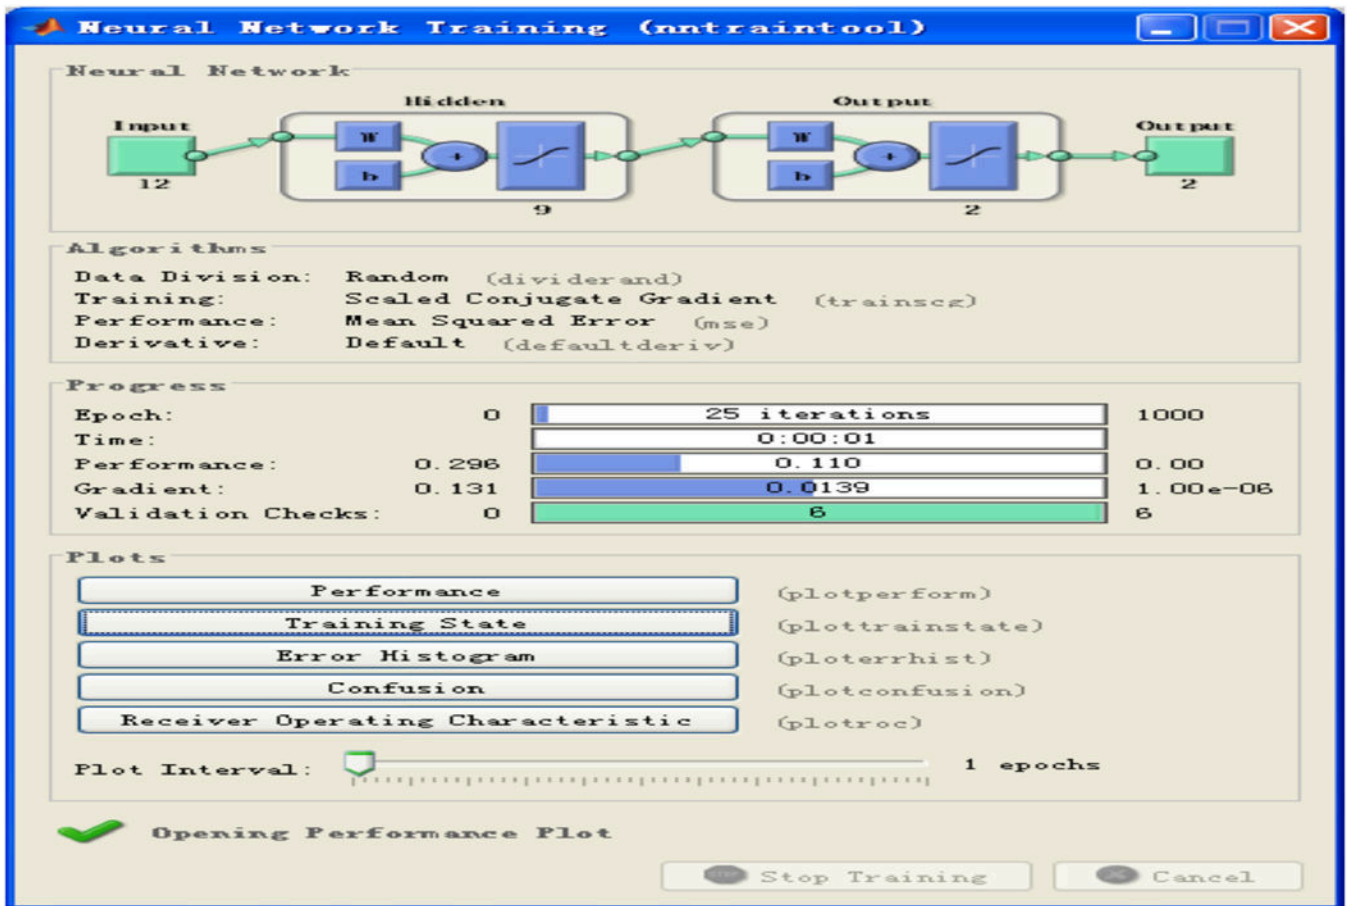 Neural Network Training (nntraintool)
Neural Network
Hidden
Output
Input
Output
W
b
+
W
b
+
12
9
2
2
Algorithms
Data Division: Random (dividerand)
Training: Scaled Conjugate Gradient (trainscg)
Performance: Mean Squared Error (mse)
Derivative: Default (defaultderiv)
Progress
Epoch: 0 25 iterations 1000
Time: 0:00:01
Performance: 0.296 0.110 0.00
Gradient: 0.131 0.0139 1.00e-06
Validation Checks: 0 6 6
Plots
Performance (plotperform)
Training State (plottrainstate)
Error Histogram (ploterrhist)
Confusion (plotconfusion)
Receiver Operating Characteristic (plotroc)
Plot Interval: 1 epochs
Opening Performance Plot
Stop Training Cancel